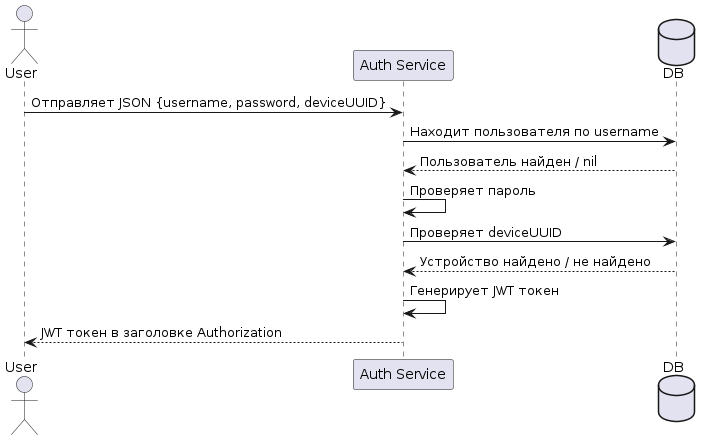 User
Auth Service
DB
Отправляет JSON {username, password, deviceUUID}
Находит пользователя по username
Пользователь найден / nil
Проверяет пароль
Проверяет deviceUUID
Устройство найдено / не найдено
Генерирует JWT токен
JWT токен в заголовке Authorization
User
Auth Service
DB